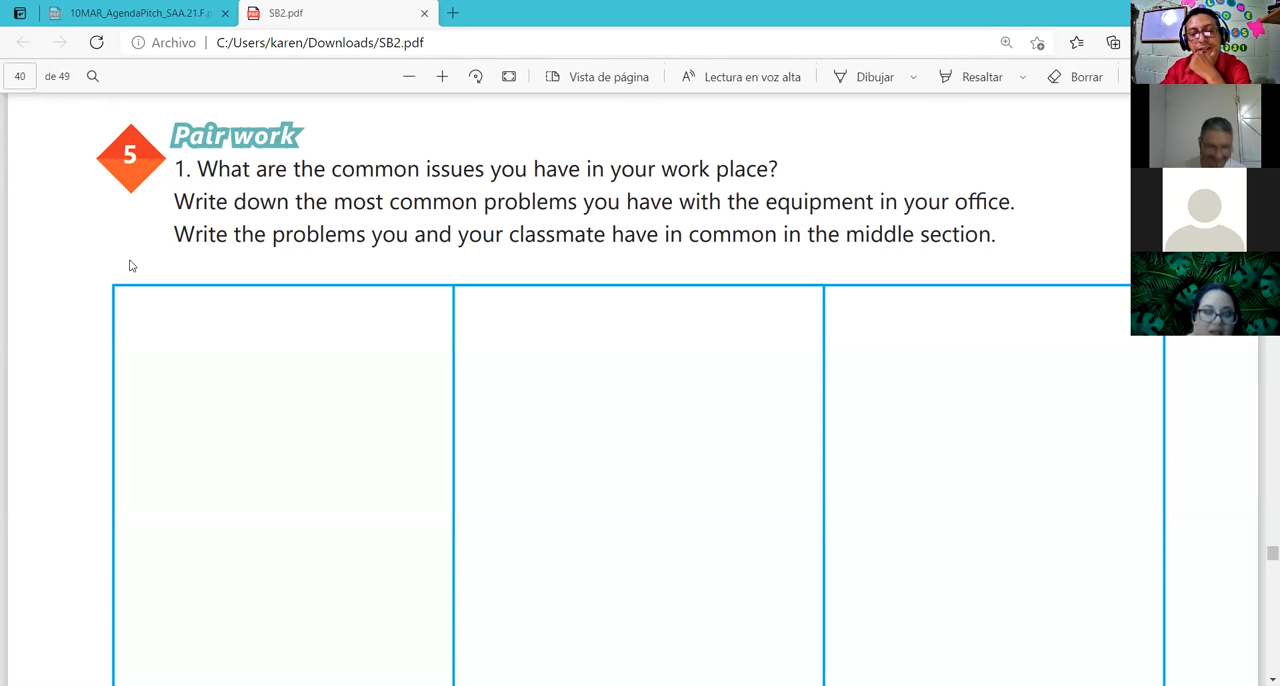 10MAR_AgendaPitch_SAA.21.F.p
SB2.pdf
Archivo
C:/Users/karen/Downloads/SB2.pdf
40
de 49
Vista de página
Lectura en voz alta
Dibujar
Resaltar
Borrar
5
Pair work
1. What are the common issues you have in your work place?
Write down the most common problems you have with the equipment in your office.
Write the problems you and your classmate have in common in the middle section.